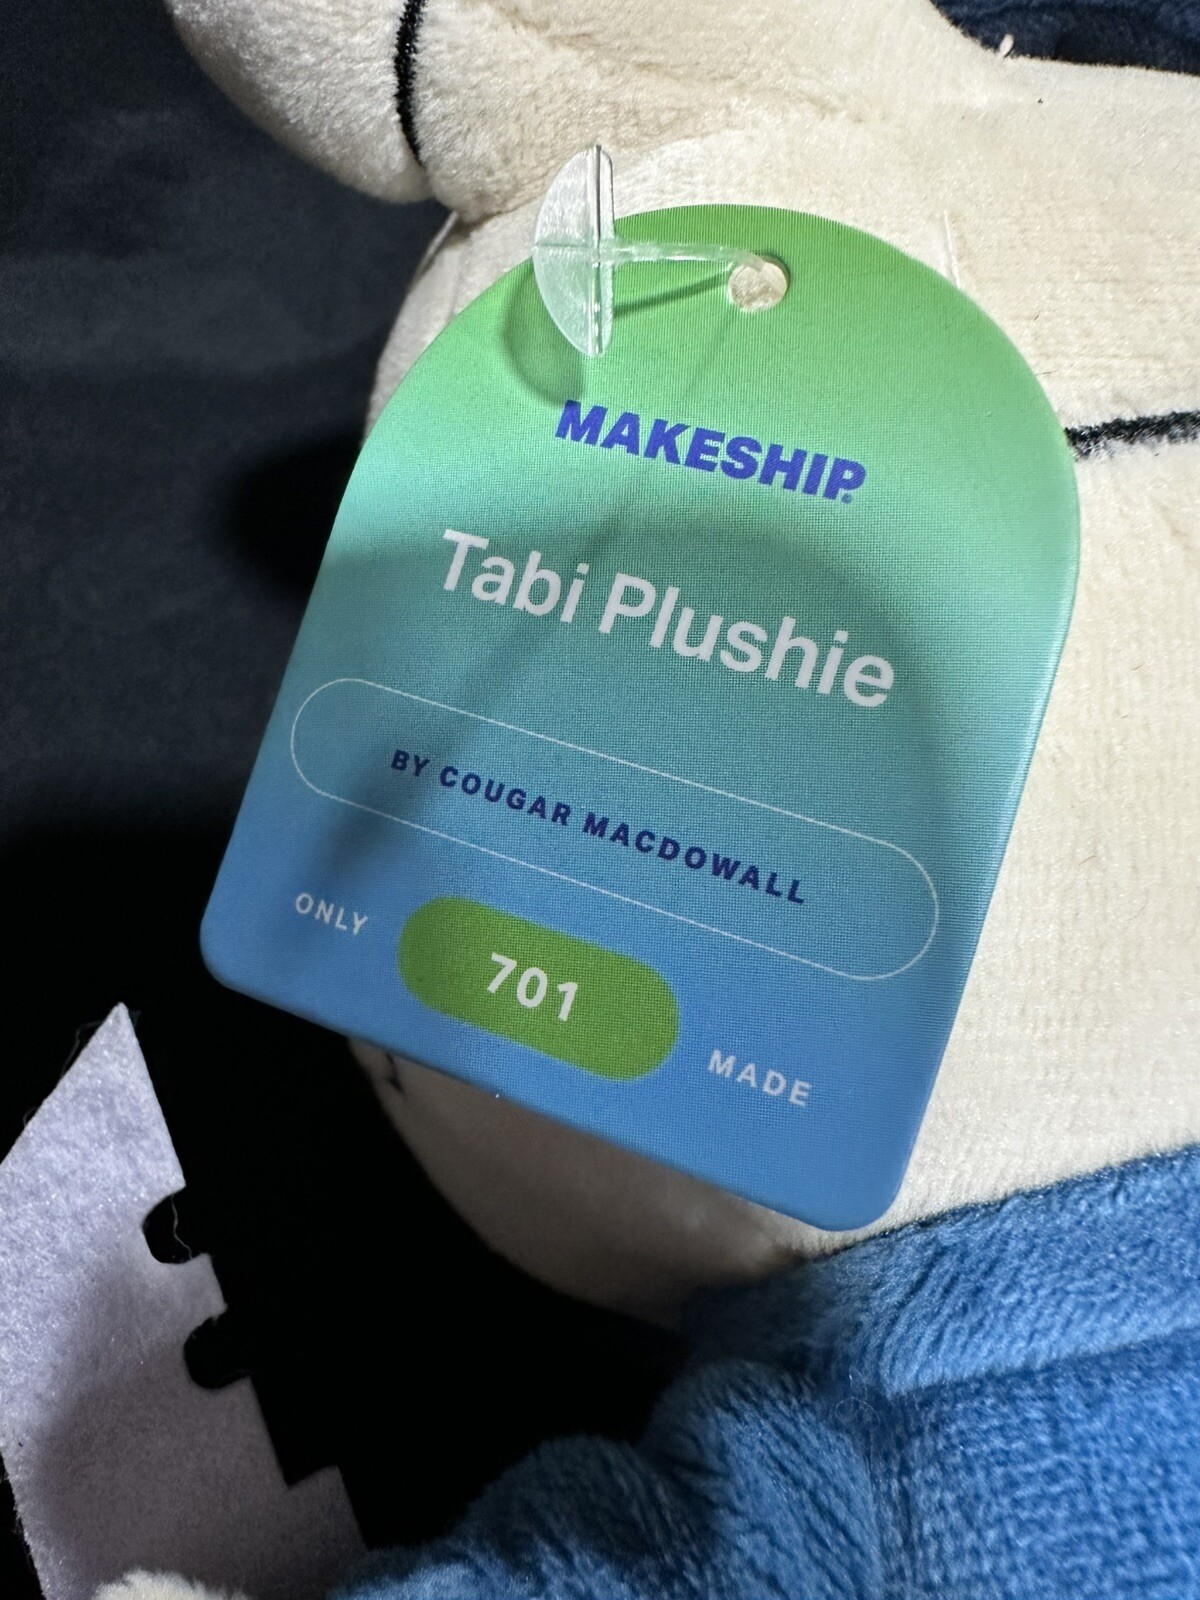 MAKESHIP
Tabi Plushie
BY COUGAR MACDOWALL
ONLY
701
MADE